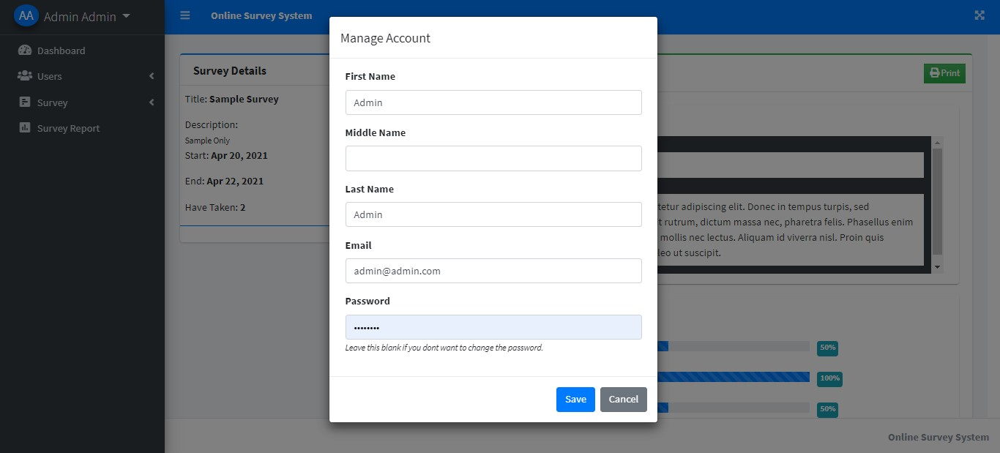 AA Admin Admin
Online Survey System
Dashboard
Users
Survey
Survey Report
Survey Details
Title: Sample Survey
Description:
Sample Only
Start: Apr 20, 2021
End: Apr 22, 2021
Have Taken: 2
Manage Account
First Name
Admin
Middle Name
Last Name
Admin
Email
admin@admin.com
Password
••••••••
Leave this blank if you dont want to change the password.
Save Cancel
Print
tetur adipiscing elit. Donec in tempus turpis, sed
t rutrum, dictum massa nec, pharetra felis. Phasellus enim
mollis nec lectus. Aliquam id viverra nisl. Proin quis
leo ut suscipit.
50%
100%
50%
Online Survey System